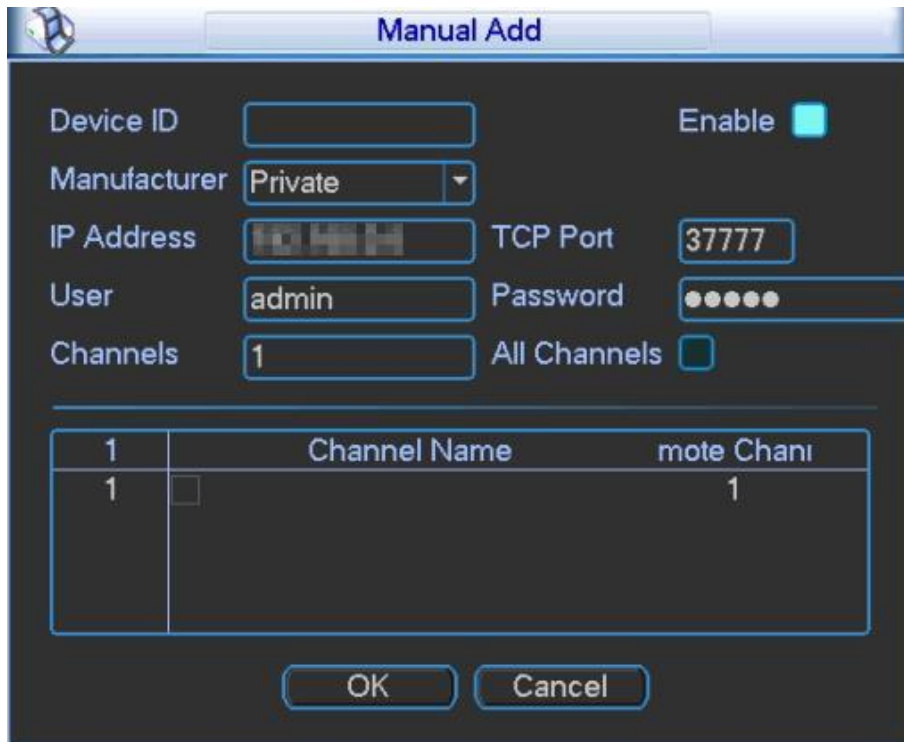 Manual Add
Device ID Enable
Manufacturer Private
IP Address TCP Port 37777
User admin Password ●●●●●
Channels 1 All Channels
1 Channel Name mote Chan
1 1
OK Cancel